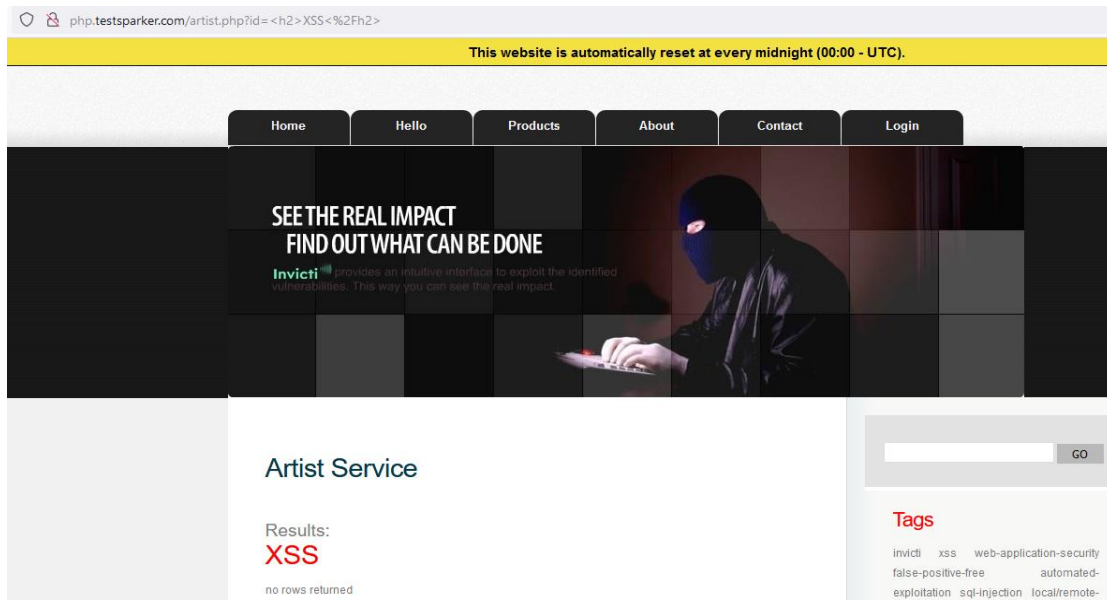 php.testsparker.com/artist.php?id=<h2>XSS<%2Fh2>
This website is automatically reset at every midnight (00:00 - UTC).
Home Hello Products About Contact Login
SEE THE REAL IMPACT
FIND OUT WHAT CAN BE DONE
Invicti provides an intuitive interface to exploit the identified
vulnerabilities. This way you can see the real impact.
Artist Service
GO
Results:
XSS
no rows returned
Tags
invicti xss web-application-security
false-positive-free automated-
exploitation sql-injection local/remote-